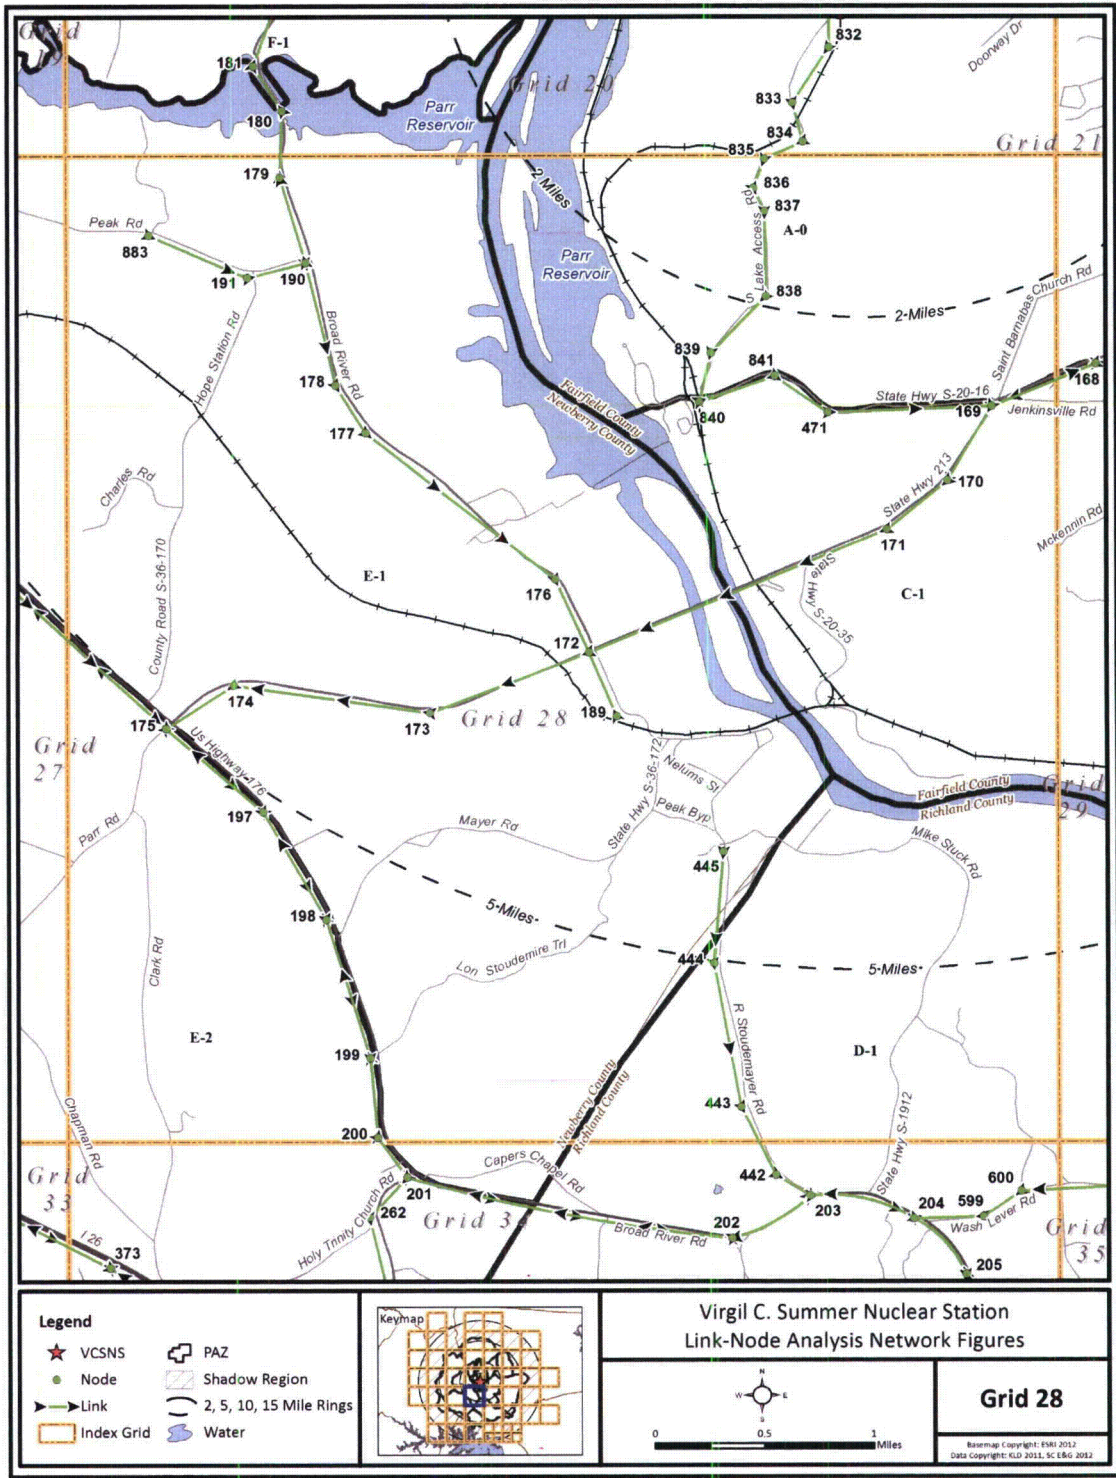 Grid
19
F-1
181
180
Parr
Reservoir
Grid 20
832
Doorway Dr
833
834
835
Grid 21
179
2 Miles
836
837
A-0
S Lake Access Rd
Peak Rd
883
191
190
Parr
Reservoir
838
2-Miles
Saint Barnabas Church Rd
Hope Station Rd
Broad River Rd
178
839
841
State Hwy S-20-16
168
Fairfield County
Newberry County
840
471
169
Jenkinsville Rd
177
Charles Rd
State Hwy 213
170
Mckennin Rd
171
E-1
State Hwy S-20-35
C-1
County Road S-36-170
176
172
174
173
Grid 28
189
175
Us Highway-176
Grid
27
State Hwy S-36-172
Nelums St
Peak Byp
Fairfield County
Richland County
Grid
29
197
Parr Rd
Mayer Rd
445
Mike Stuck Rd
198
5-Miles
Clark Rd
Lon Stoudemire Trl
444
5-Miles
R Stoudemayer Rd
E-2
199
D-1
Newberry County
Richland County
443
State Hwy S-1912
Chapman Rd
200
Capers Chapel Rd
442
Grid
33
201
262
Grid 34
Holy Trinity Church Rd
Broad River Rd
202
203
204
599
600
Wash Lever Rd
Grid
35
205
I 26
373
Legend
VCSNS
PAZ
Node
Shadow Region
Link
2, 5, 10, 15 Mile Rings
Index Grid
Water
Keymap
Virgil C. Summer Nuclear Station
Link-Node Analysis Network Figures
N
W
E
S
0
0.5
1
Miles
Grid 28
Basemap Copyright: ESRI 2012
Data Copyright: KLD 2011, SC E&G 2012